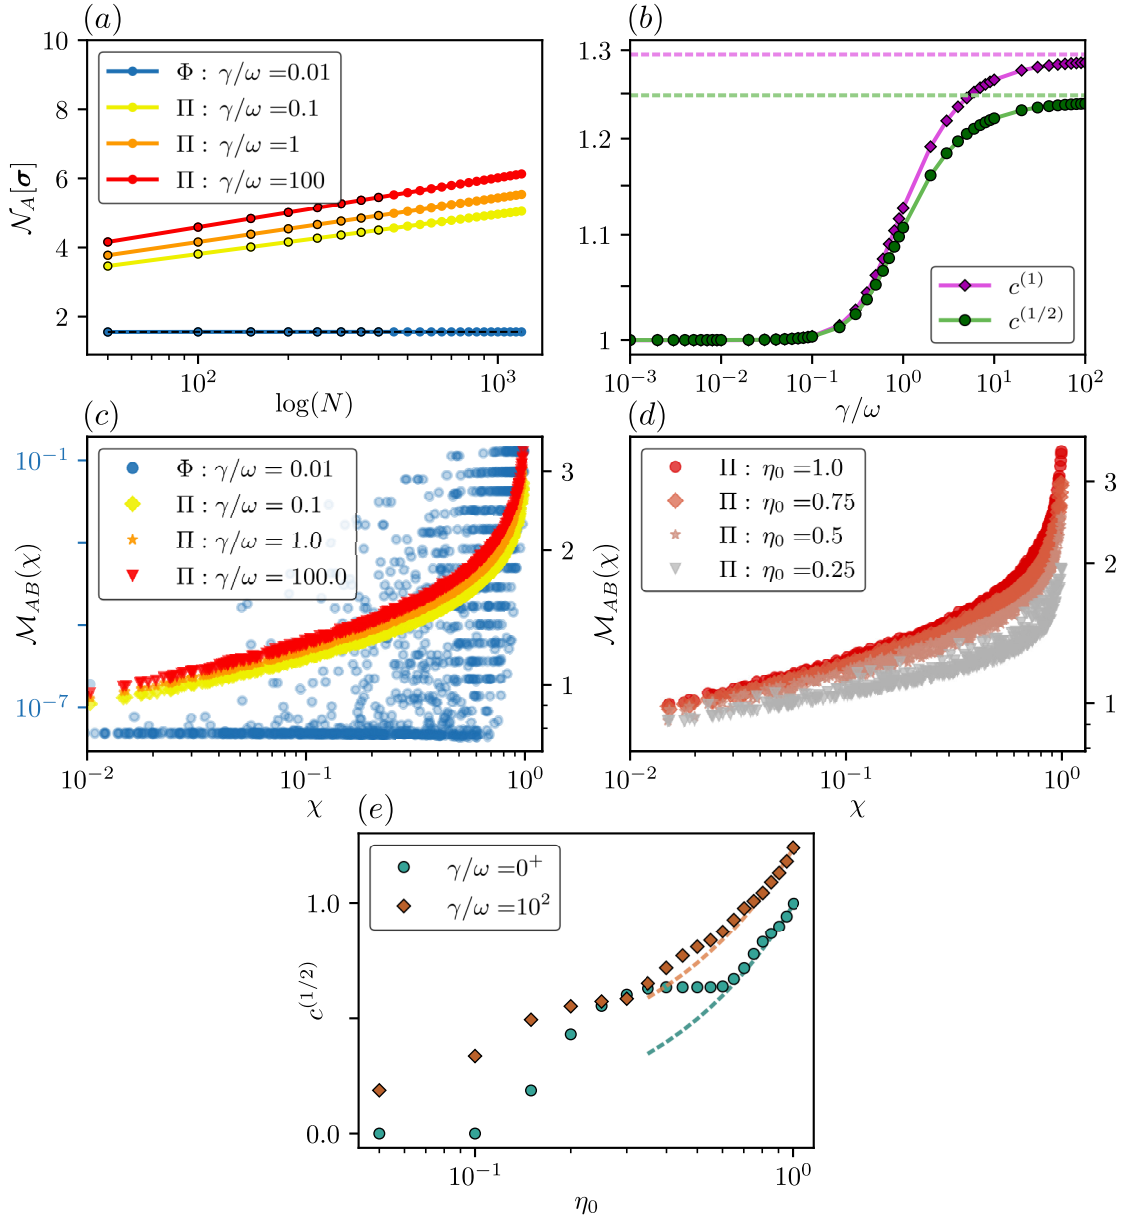 (a)
10
8
6
4
2
𝒩_A[σ]
Φ : γ/ω =0.01
Π : γ/ω =0.1
Π : γ/ω =1
Π : γ/ω =100
10^2
10^3
log(N)
(b)
1.3
1.2
1.1
1
c^(1)
c^(1/2)
10^−3
10^−2
10^−1
10^0
10^1
10^2
γ/ω
(c)
10^−1
10^−7
ℳ_AB(χ)
Φ : γ/ω = 0.01
Π : γ/ω = 0.1
Π : γ/ω = 1.0
Π : γ/ω = 100.0
3
2
1
10^−2
10^−1
10^0
χ
(d)
ℳ_AB(χ)
Π : η_0 =1.0
Π : η_0 =0.75
Π : η_0 =0.5
Π : η_0 =0.25
3
2
1
10^−2
10^−1
10^0
χ
(e)
1.0
0.0
c^(1/2)
γ/ω =0^+
γ/ω =10^2
10^−1
10^0
η_0